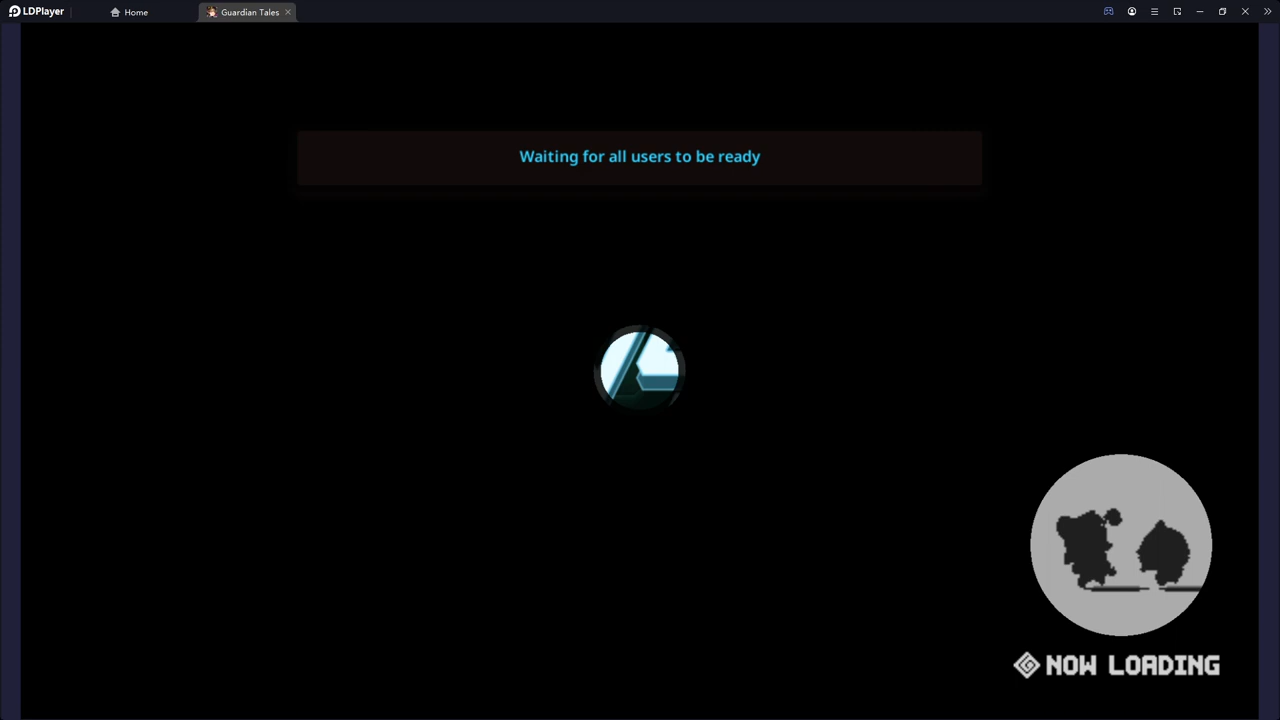 LDPlayer
Home
Guardian Tales
Waiting for all users to be ready
NOW LOADING